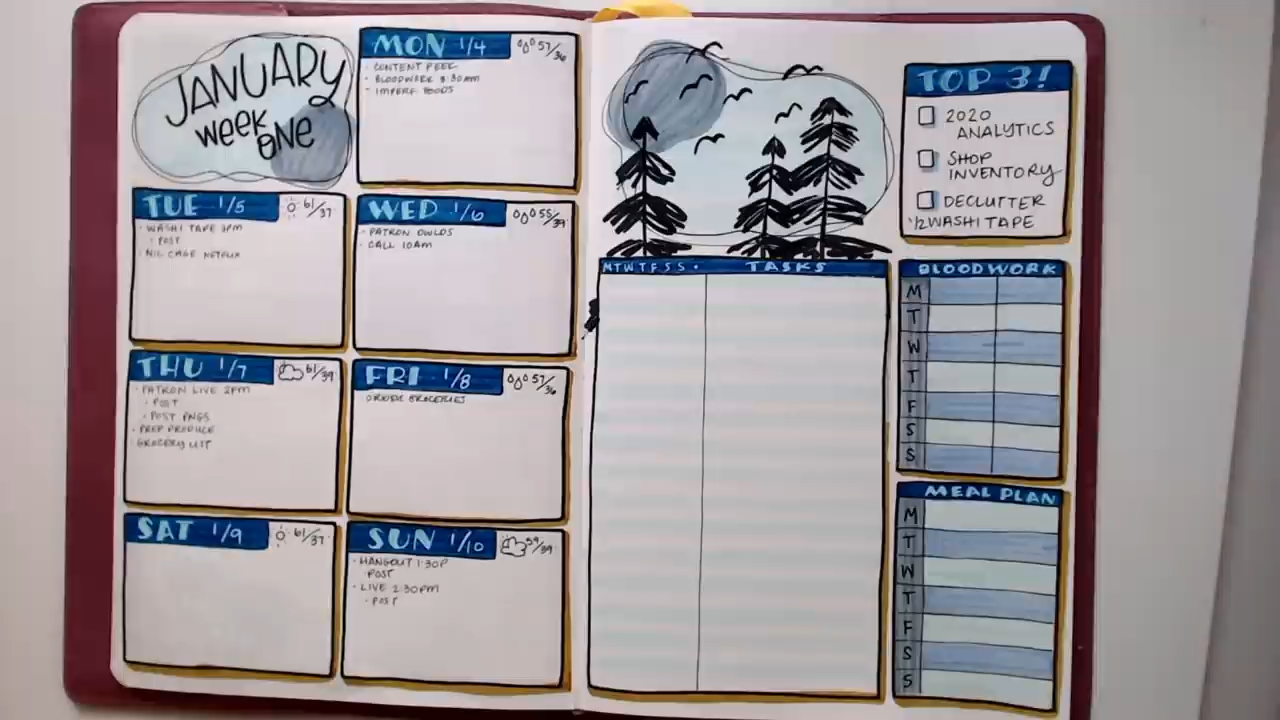 JANUARY
WEEK
ONE
MON 1/4
57/36
· CONTENT PEEK
· BLOODWORK 8:30AM
· IMPERF FOODS
TUE 1/5
61/37
· WASHI TAPE 2PM
· POST
· NIC CAGE NETFLIX
WED 1/6
55/39
· PATRON OWLDS
· CALL 10AM
THU 1/7
61/39
· PATRON LIVE 2PM
· POST
· POST PNGS
· PREP PRODUCE
· GROCERY LIST
FRI 1/8
57/36
ORDER GROCERIES
SAT 1/9
61/37
SUN 1/10
59/39
· HANGOUT 1:30P
· POST
· LIVE 2:30PM
· POST
TOP 3!
2020
ANALYTICS
SHOP
INVENTORY
DECLUTTER
1/2 WASHI TAPE
M T W T F S S · TASKS
BLOODWORK
M
T
W
T
F
S
S
MEAL PLAN
M
T
W
T
F
S
S